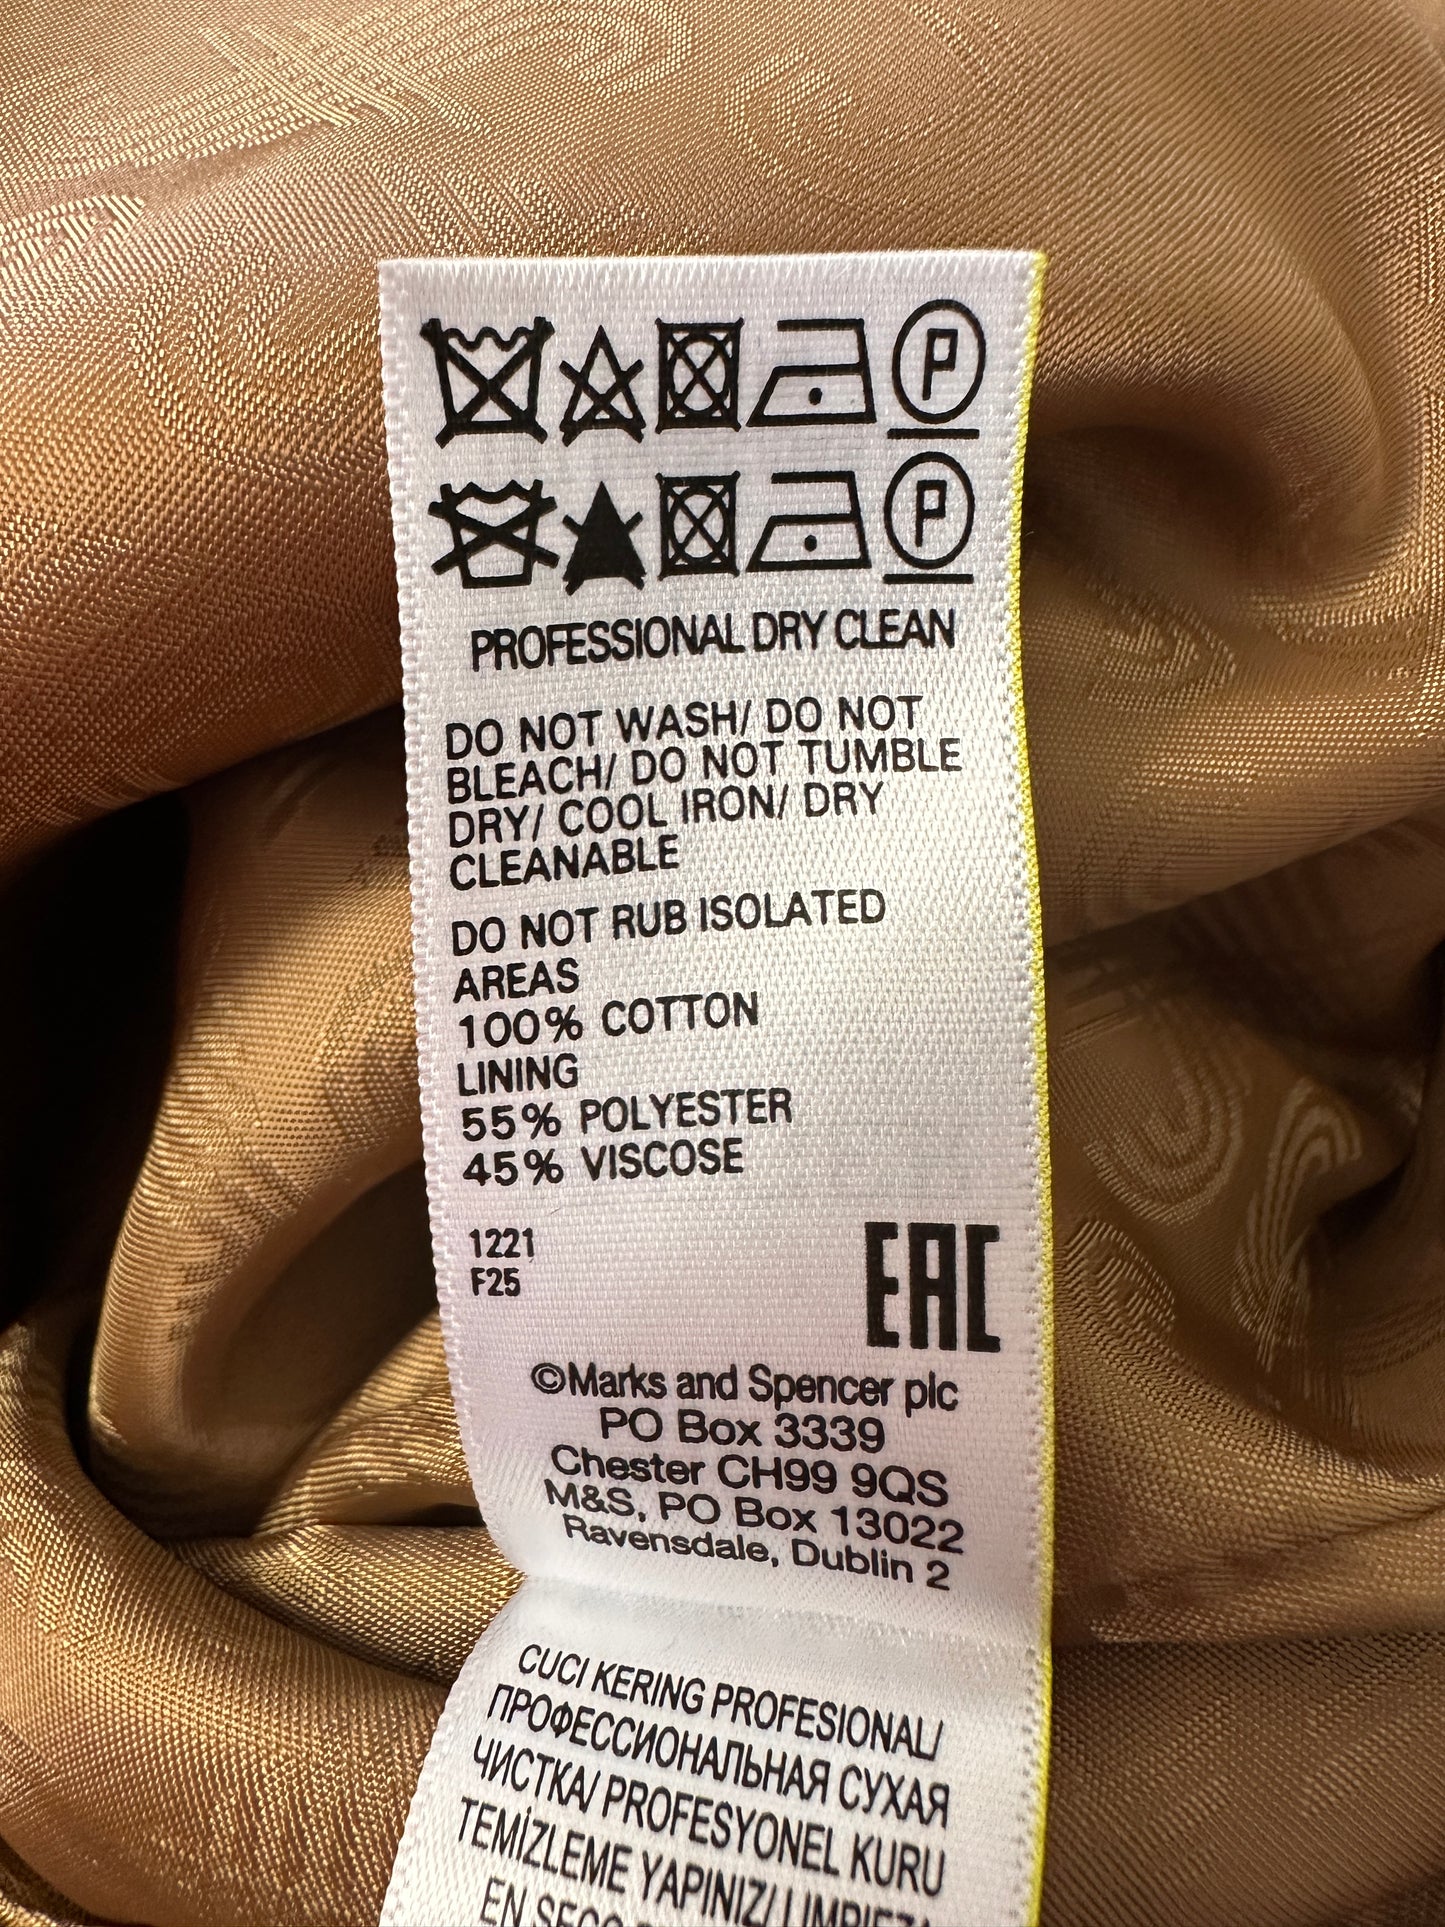 P
P
PROFESSIONAL DRY CLEAN
DO NOT WASH/ DO NOT
BLEACH/ DO NOT TUMBLE
DRY/ COOL IRON/ DRY
CLEANABLE
DO NOT RUB ISOLATED
AREAS
100% COTTON
LINING
55% POLYESTER
45% VISCOSE
1221
F25
EAC
©Marks and Spencer plc
PO Box 3339
Chester CH99 9QS
M&S, PO Box 13022
Ravensdale, Dublin 2
CUCI KERING PROFESIONAL/
ПРОФЕССИОНАЛЬНАЯ СУХАЯ
ЧИСТКА/ PROFESYONEL KURU
TEMİZLEME YAPINIZ/ LIMPIEZA
EN SECO